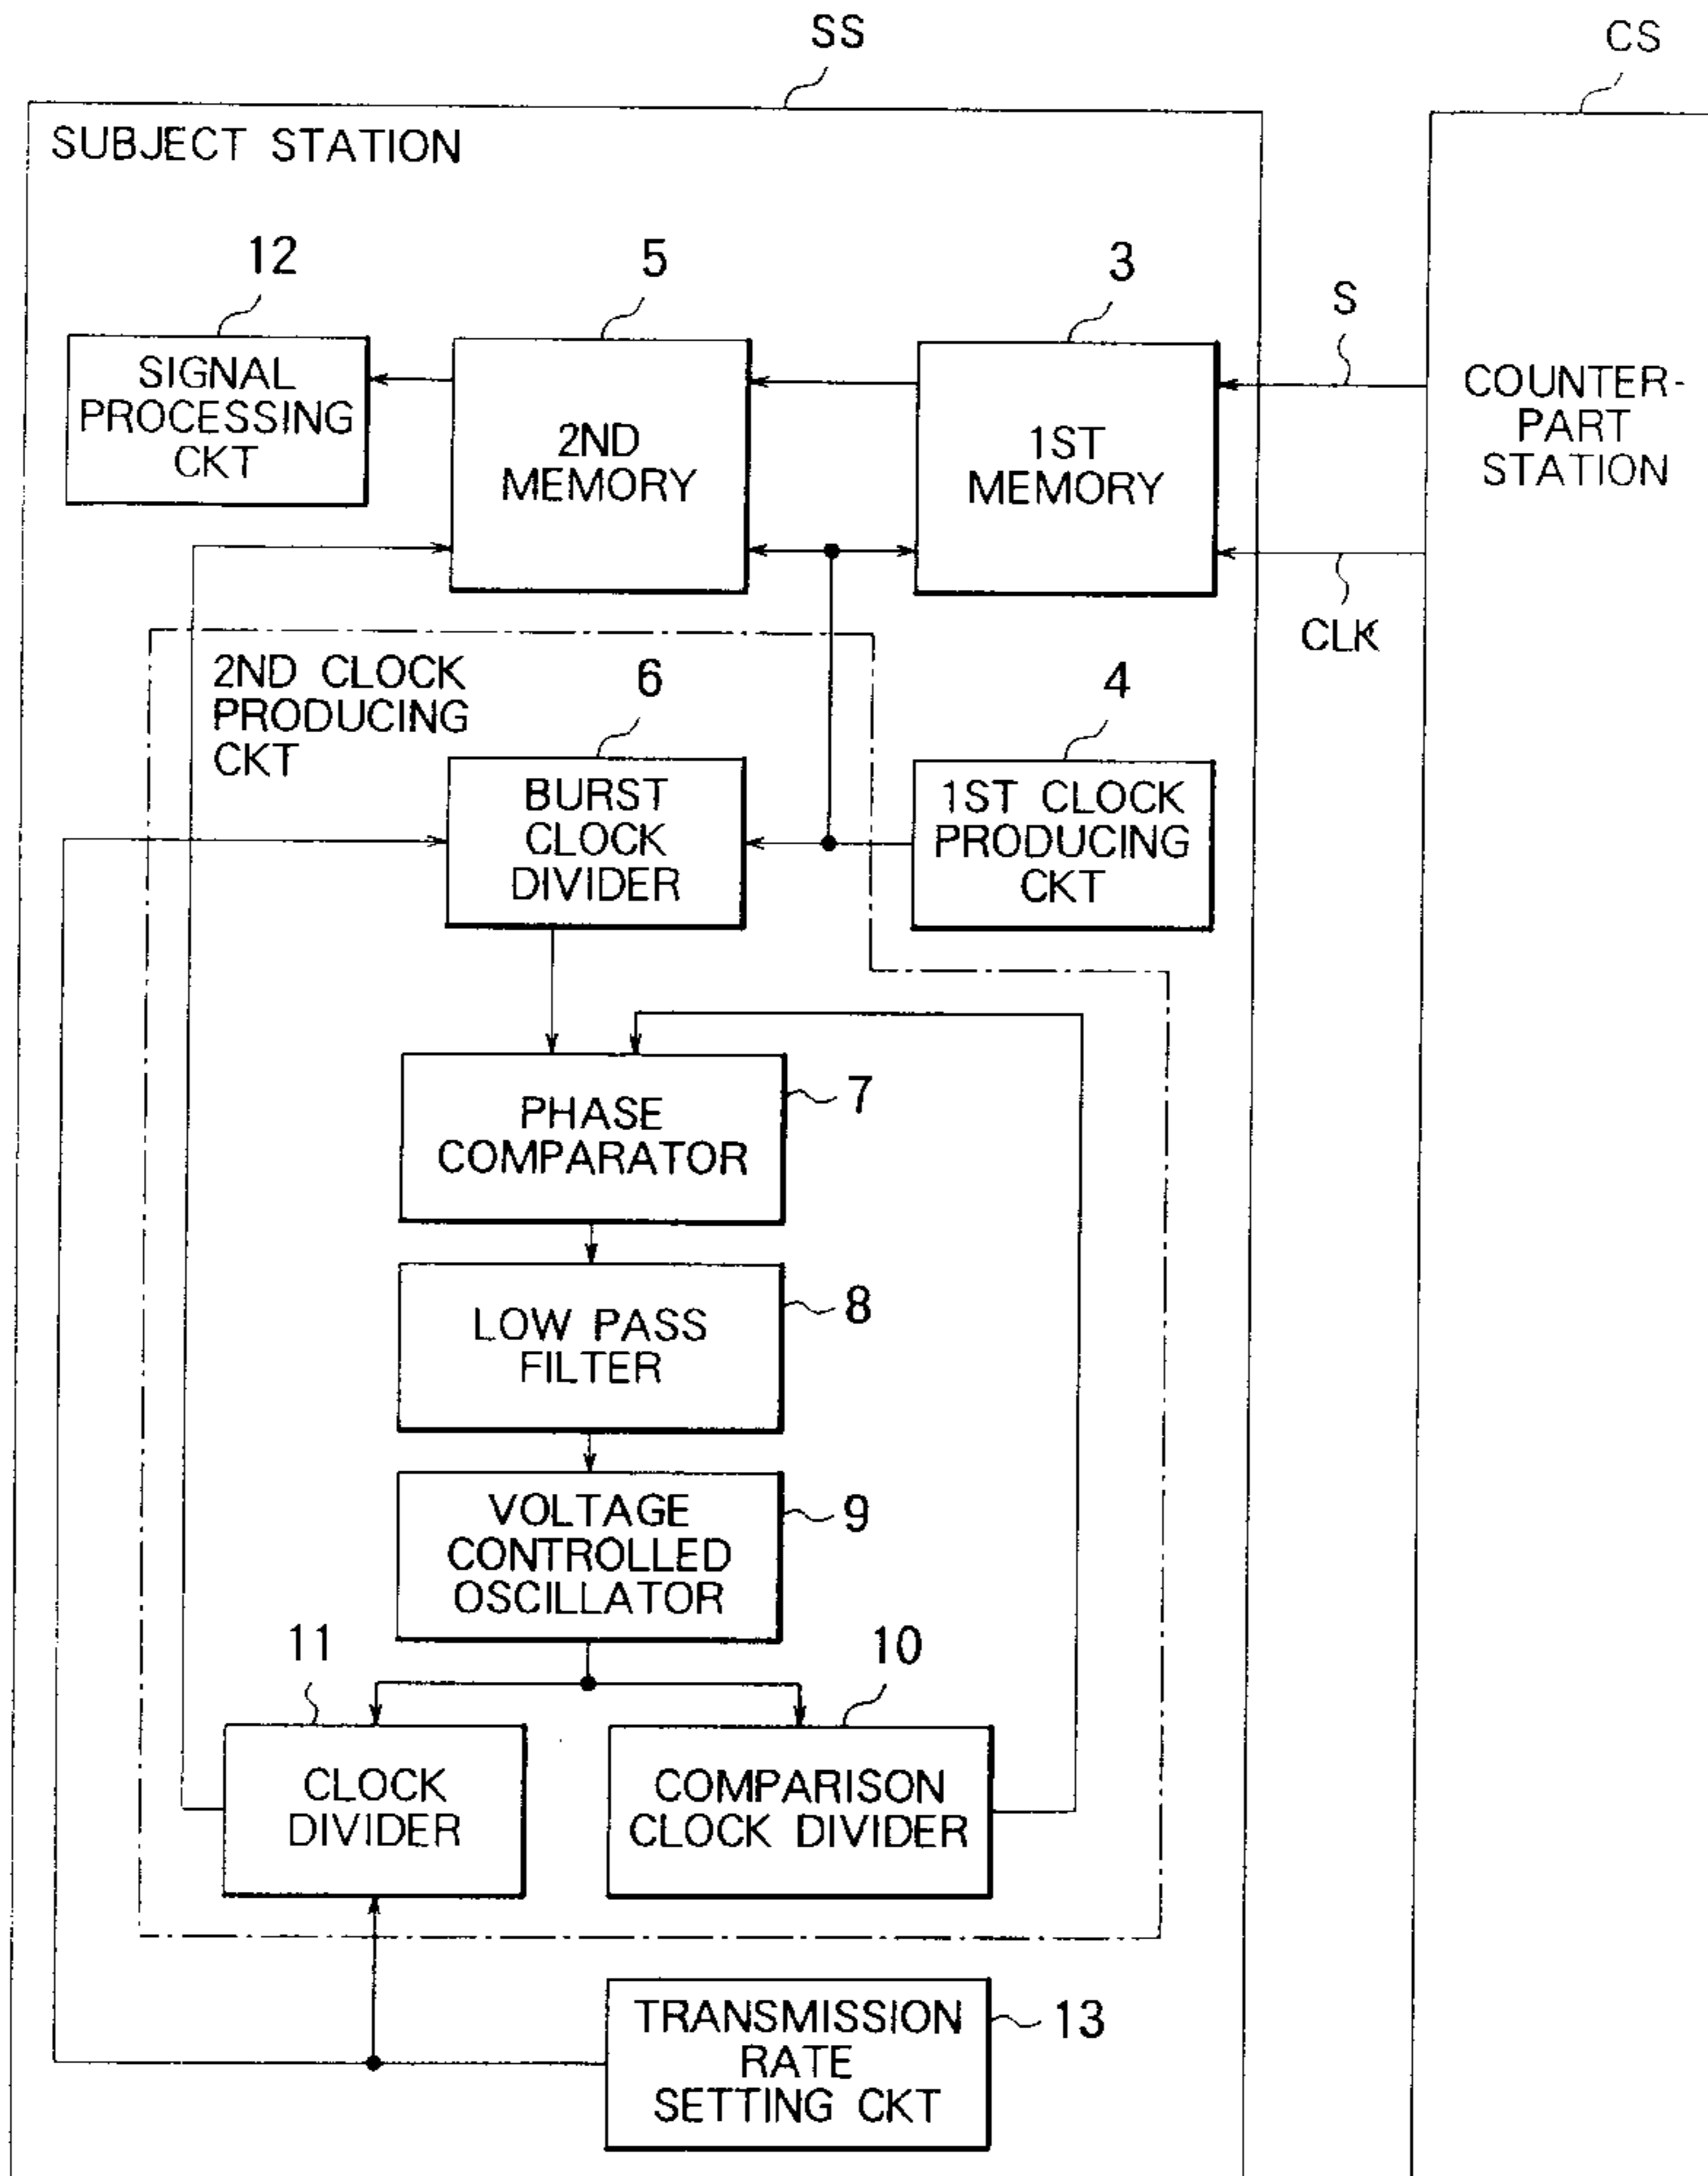 SS
CS
SUBJECT STATION
12
5
3
S
SIGNAL
PROCESSING
CKT
2ND
MEMORY
1ST
MEMORY
COUNTER-
PART
STATION
CLK
2ND CLOCK
PRODUCING
CKT
6
4
BURST
CLOCK
DIVIDER
1ST CLOCK
PRODUCING
CKT
PHASE
COMPARATOR
7
LOW PASS
FILTER
8
VOLTAGE
CONTROLLED
OSCILLATOR
9
11
10
CLOCK
DIVIDER
COMPARISON
CLOCK DIVIDER
TRANSMISSION
RATE
SETTING CKT
13